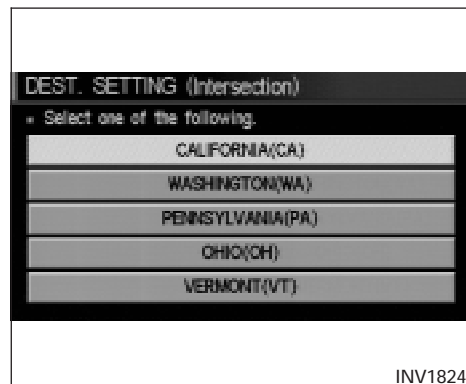 DEST. SETTING (Intersection)
Select one of the following.
CALIFORNIA(CA)
WASHINGTON(WA)
PENNSYLVANIA(PA)
OHIO(OH)
VERMONT(VT)
INV1824